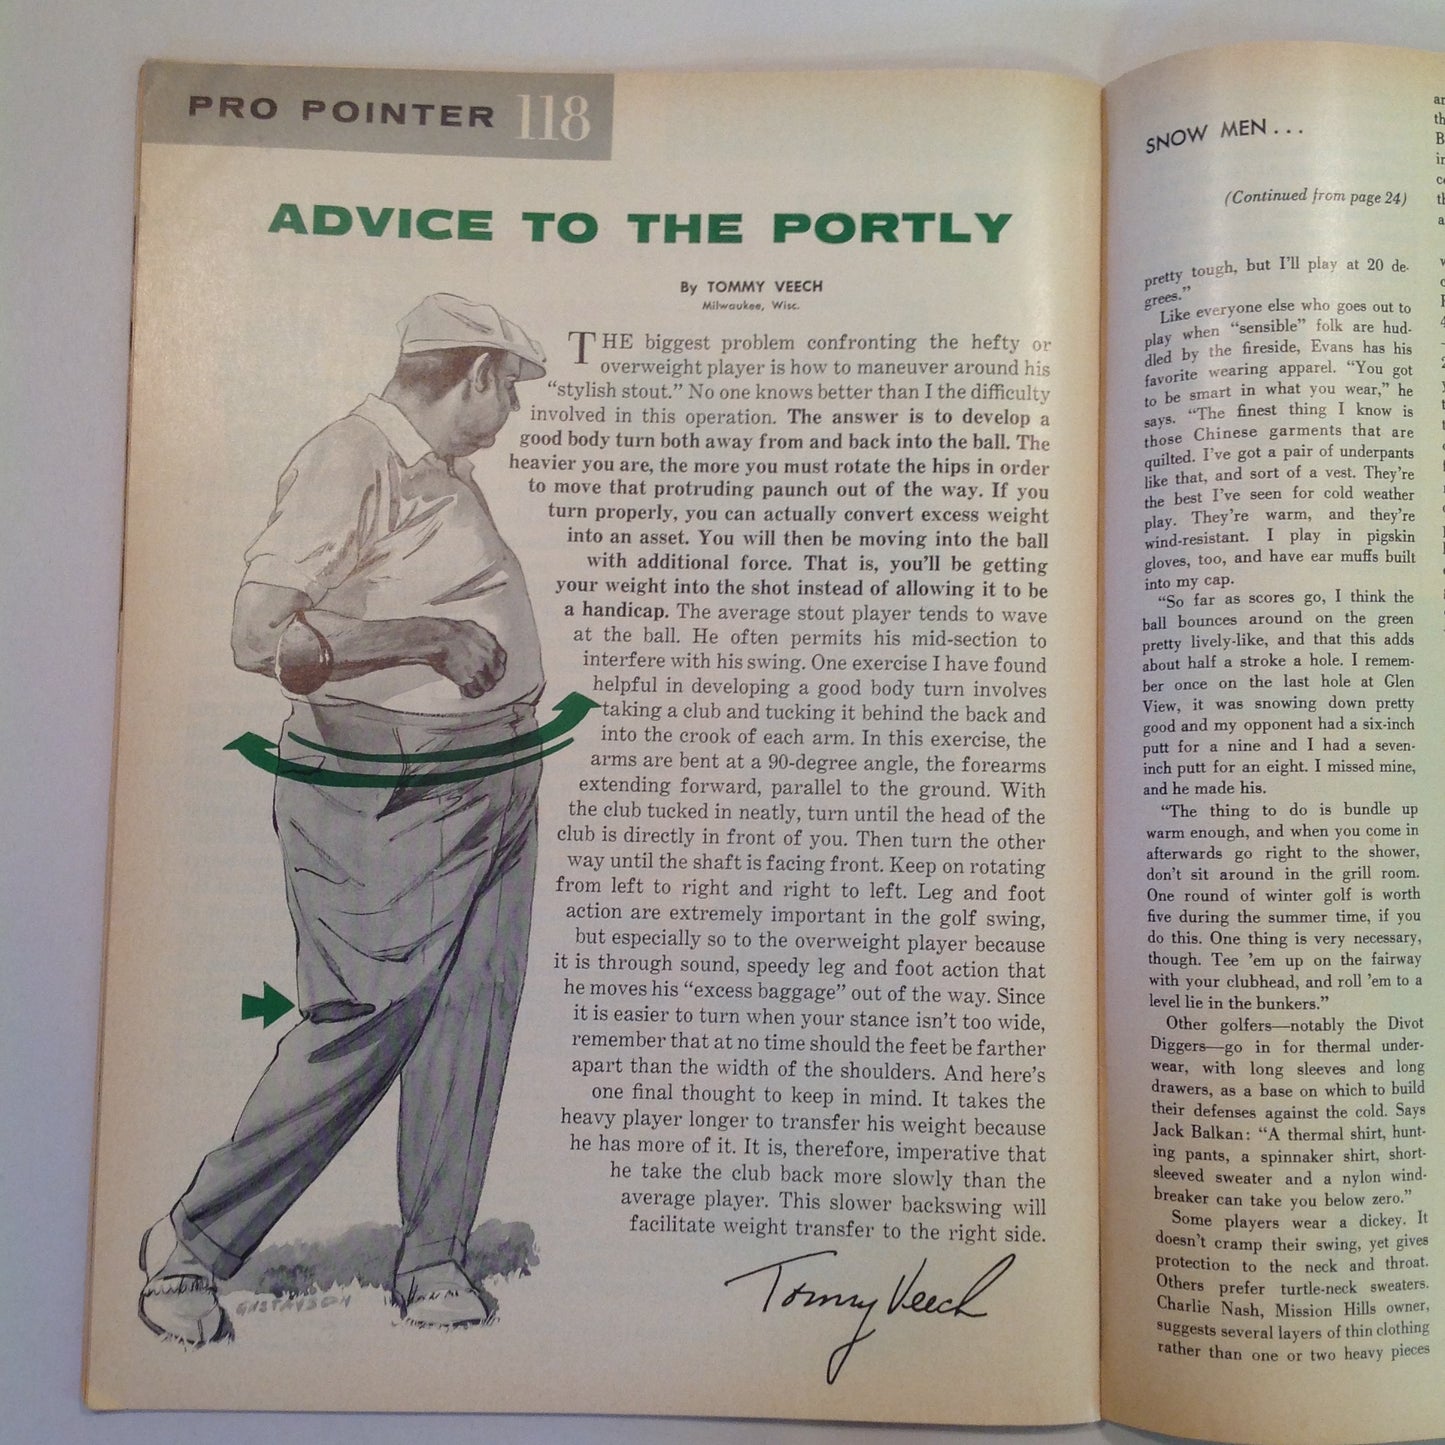 PRO POINTER 118
ADVICE TO THE PORTLY
By TOMMY VEECH
Milwaukee, Wisc.
THE biggest problem confronting the hefty or
overweight player is how to maneuver around his
“stylish stout.” No one knows better than I the difficulty
involved in this operation. The answer is to develop a
good body turn both away from and back into the ball. The
heavier you are, the more you must rotate the hips in order
to move that protruding paunch out of the way. If you
turn properly, you can actually convert excess weight
into an asset. You will then be moving into the ball
with additional force. That is, you’ll be getting
your weight into the shot instead of allowing it to be
a handicap. The average stout player tends to wave
at the ball. He often permits his mid-section to
interfere with his swing. One exercise I have found
helpful in developing a good body turn involves
taking a club and tucking it behind the back and
into the crook of each arm. In this exercise, the
arms are bent at a 90-degree angle, the forearms
extending forward, parallel to the ground. With
the club tucked in neatly, turn until the head of the
club is directly in front of you. Then turn the other
way until the shaft is facing front. Keep on rotating
from left to right and right to left. Leg and foot
action are extremely important in the golf swing,
but especially so to the overweight player because
it is through sound, speedy leg and foot action that
he moves his “excess baggage” out of the way. Since
it is easier to turn when your stance isn’t too wide,
remember that at no time should the feet be farther
apart than the width of the shoulders. And here’s
one final thought to keep in mind. It takes the
heavy player longer to transfer his weight because
he has more of it. It is, therefore, imperative that
he take the club back more slowly than the
average player. This slower backswing will
facilitate weight transfer to the right side.
Tommy Veech
GUSTAVSON
SNOW MEN...
(Continued from page 24)
pretty tough, but I’ll play at 20 de-
grees.”
Like everyone else who goes out to
play when “sensible” folk are hud-
dled by the fireside, Evans has his
favorite wearing apparel. “You got
to be smart in what you wear,” he
says. “The finest thing I know is
those Chinese garments that are
quilted. I’ve got a pair of underpants
like that, and sort of a vest. They’re
the best I’ve seen for cold weather
play. They’re warm, and they’re
wind-resistant. I play in pigskin
gloves, too, and have ear muffs built
into my cap.
“So far as scores go, I think the
ball bounces around on the green
pretty lively-like, and that this adds
about half a stroke a hole. I remem-
ber once on the last hole at Glen
View, it was snowing down pretty
good and my opponent had a six-inch
putt for a nine and I had a seven-
inch putt for an eight. I missed mine,
and he made his.
“The thing to do is bundle up
warm enough, and when you come in
afterwards go right to the shower,
don’t sit around in the grill room.
One round of winter golf is worth
five during the summer time, if you
do this. One thing is very necessary,
though. Tee ’em up on the fairway
with your clubhead, and roll ’em to a
level lie in the bunkers.”
Other golfers—notably the Divot
Diggers—go in for thermal under-
wear, with long sleeves and long
drawers, as a base on which to build
their defenses against the cold. Says
Jack Balkan: “A thermal shirt, hunt-
ing pants, a spinnaker shirt, short-
sleeved sweater and a nylon wind-
breaker can take you below zero.”
Some players wear a dickey. It
doesn’t cramp their swing, yet gives
protection to the neck and throat.
Others prefer turtle-neck sweaters.
Charlie Nash, Mission Hills owner,
suggests several layers of thin clothing
rather than one or two heavy pieces